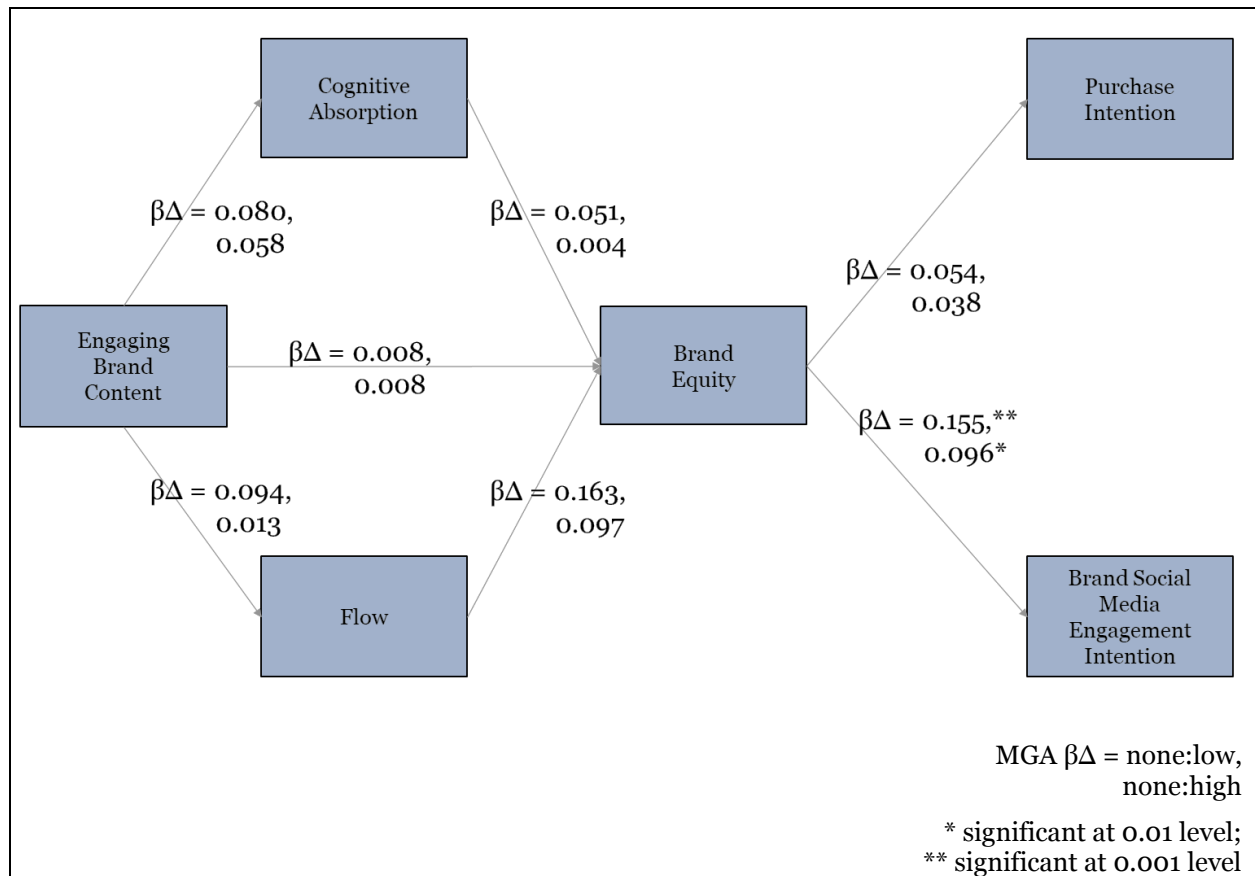 Cognitive
Absorption
Purchase
Intention
βΔ = 0.080,
0.058
βΔ = 0.051,
0.004
βΔ = 0.054,
0.038
Engaging
Brand
Content
βΔ = 0.008,
0.008
Brand
Equity
βΔ = 0.155,**
0.096*
βΔ = 0.094,
0.013
βΔ = 0.163,
0.097
Flow
Brand Social
Media
Engagement
Intention
MGA βΔ = none:low,
none:high
* significant at 0.01 level;
** significant at 0.001 level